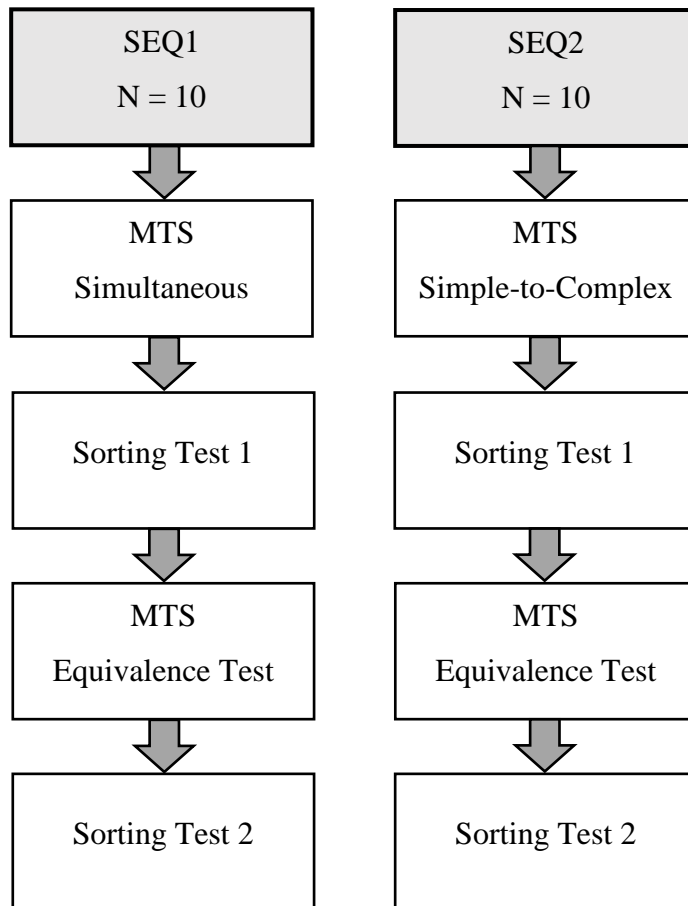 SEQ1
N = 10
MTS
Simultaneous
Sorting Test 1
MTS
Equivalence Test
Sorting Test 2
SEQ2
N = 10
MTS
Simple-to-Complex
Sorting Test 1
MTS
Equivalence Test
Sorting Test 2